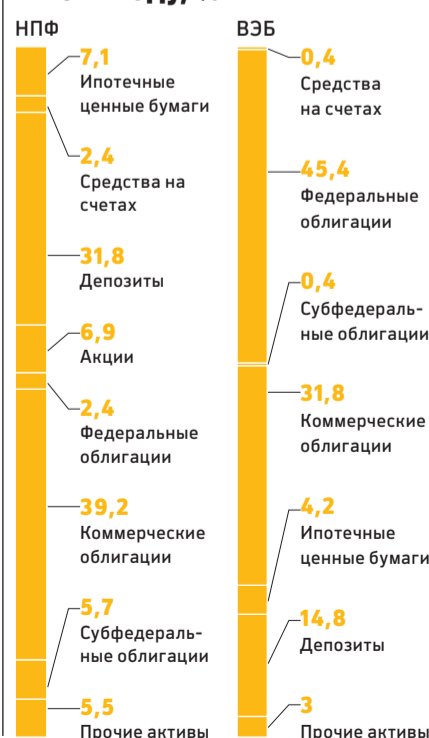 НПФ
7,1
Ипотечные
ценные бумаги
2,4
Средства на
счетах
31,8
Депозиты
6,9
Акции
2,4
Федеральные
облигации
39,2
Коммерческие
облигации
5,7
Субфедераль-
ные облигации
5,5
Прочие активы
ВЭБ
0,4
Средства
на счетах
45,4
Федеральные
облигации
0,4
Субфедераль-
ные облигации
31,8
Коммерческие
облигации
4,2
Ипотечные
ценные бумаги
14,8
Депозиты
3
Прочие активы